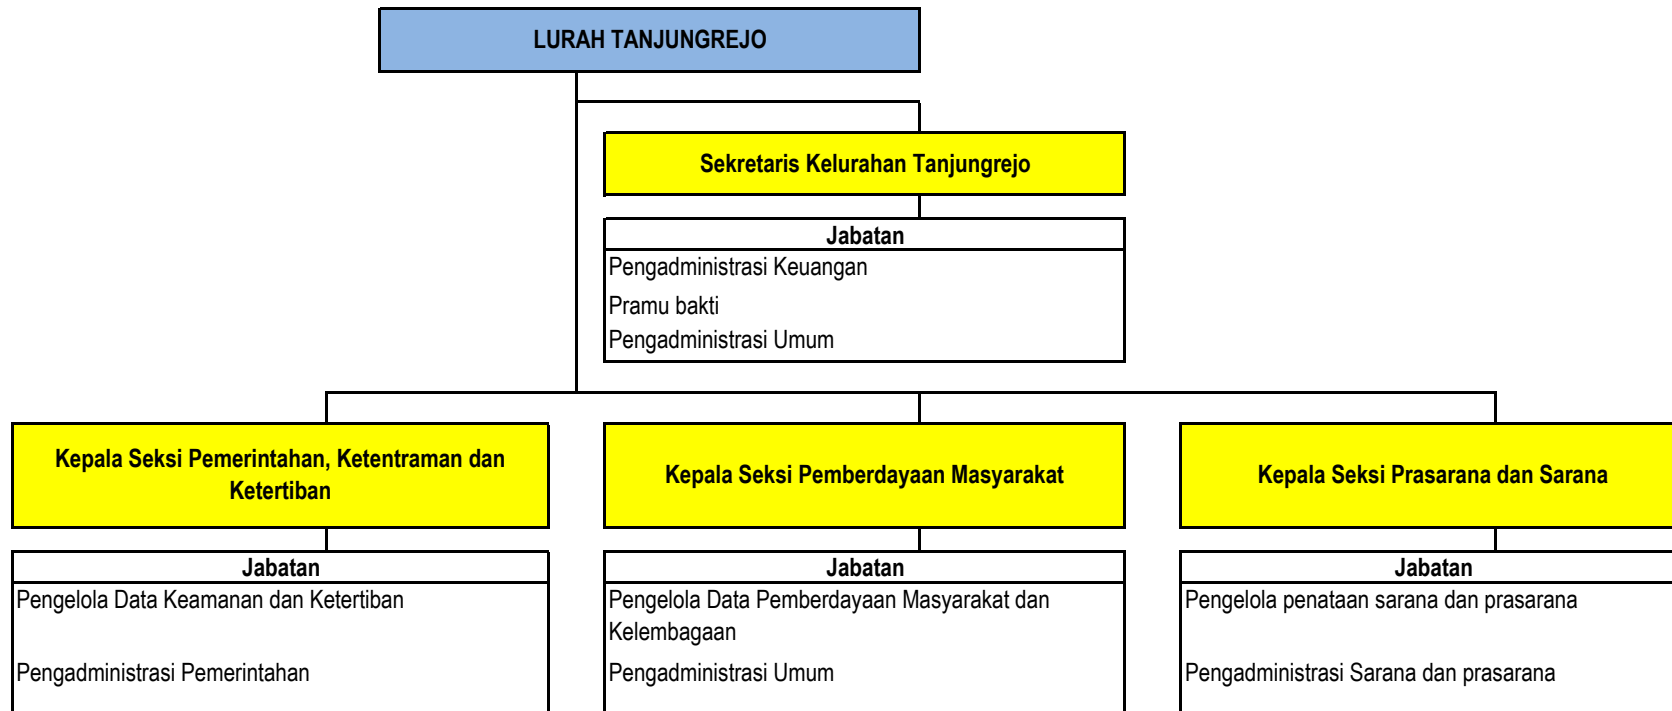 LURAH TANJUNGREJO
Sekretaris Kelurahan Tanjungrejo
Jabatan
Pengadministrasi Keuangan
Pramu bakti
Pengadministrasi Umum
Kepala Seksi Pemerintahan, Ketentraman dan
Ketertiban
Jabatan
Pengelola Data Keamanan dan Ketertiban
Pengadministrasi Pemerintahan
Kepala Seksi Pemberdayaan Masyarakat
Jabatan
Pengelola Data Pemberdayaan Masyarakat dan
Kelembagaan
Pengadministrasi Umum
Kepala Seksi Prasarana dan Sarana
Jabatan
Pengelola penataan sarana dan prasarana
Pengadministrasi Sarana dan prasarana